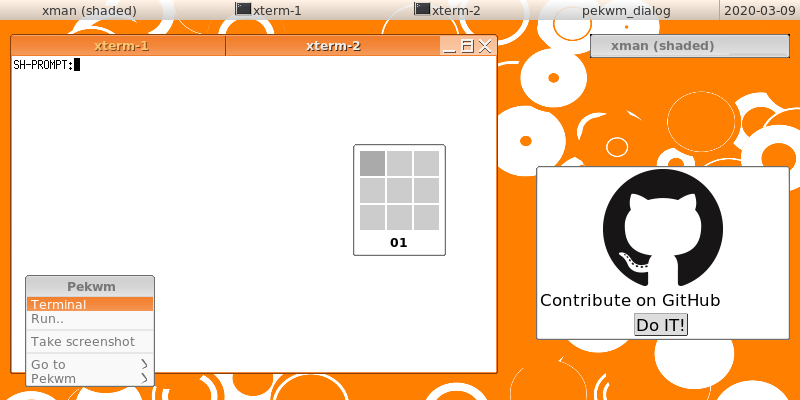 xman (shaded) xterm-1 xterm-2 pekwm_dialog 2020-03-09
xterm-1 xterm-2
xman (shaded)
SH-PROMPT:
01
Contribute on GitHub
Do IT!
Pekwm
Terminal
Run..
Take screenshot
Go to
Pekwm